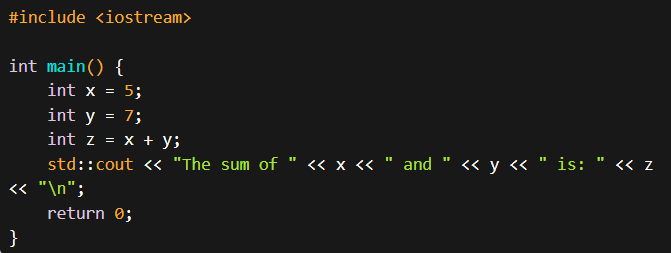 #include <iostream>

int main() {
    int x = 5;
    int y = 7;
    int z = x + y;
    std::cout << "The sum of " << x << " and " << y << " is: " << z
<< "\n";
    return 0;
}